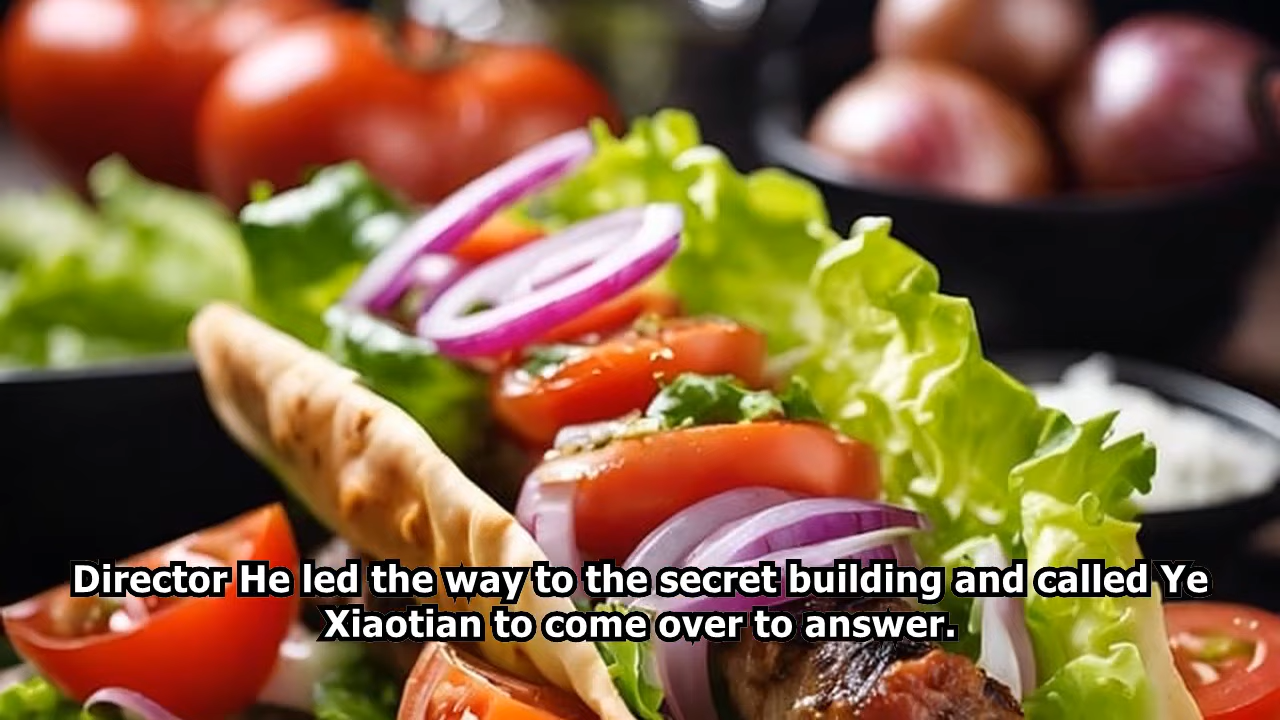 Director He led the way to the secret building and called Ye
Xiaotian to come over to answer.